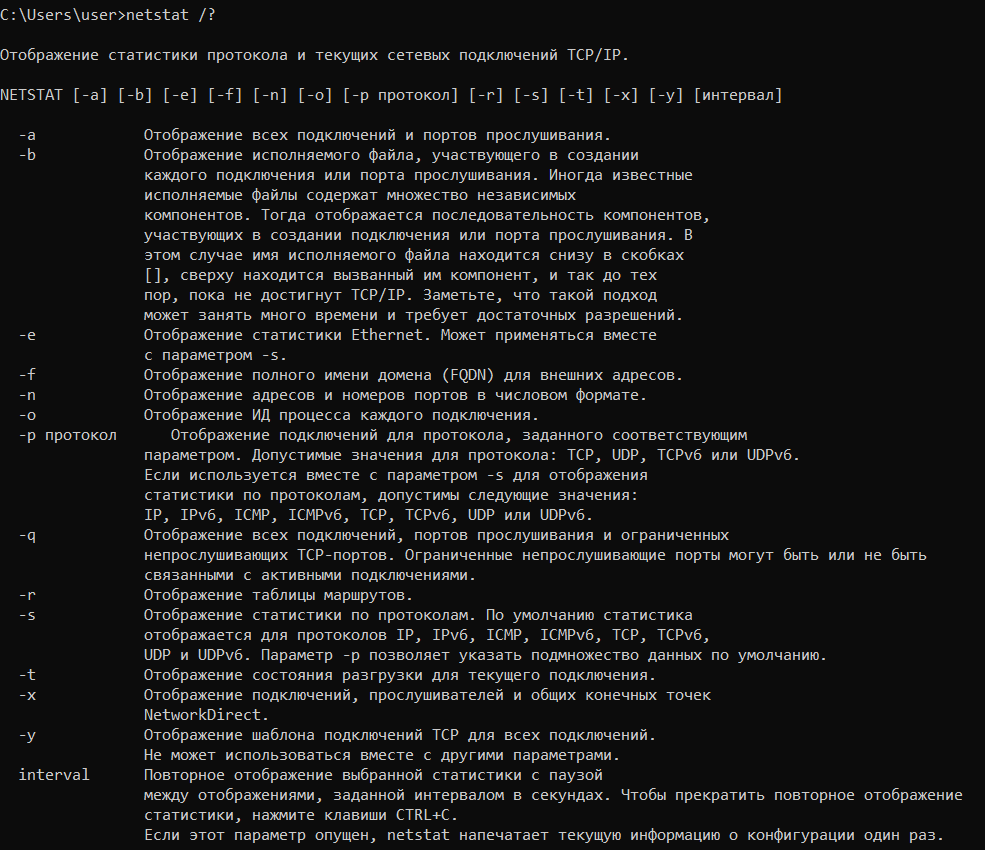 C:\Users\user>netstat /?
Отображение статистики протокола и текущих сетевых подключений TCP/IP.
NETSTAT [-a] [-b] [-e] [-f] [-n] [-o] [-p протокол] [-r] [-s] [-t] [-x] [-y] [интервал]
-a Отображение всех подключений и портов прослушивания.
-b Отображение исполняемого файла, участвующего в создании
каждого подключения или порта прослушивания. Иногда известные
исполняемые файлы содержат множество независимых
компонентов. Тогда отображается последовательность компонентов,
участвующих в создании подключения или порта прослушивания. В
этом случае имя исполняемого файла находится снизу в скобках
[], сверху находится вызванный им компонент, и так до тех
пор, пока не достигнут TCP/IP. Заметьте, что такой подход
может занять много времени и требует достаточных разрешений.
-e Отображение статистики Ethernet. Может применяться вместе
с параметром -s.
-f Отображение полного имени домена (FQDN) для внешних адресов.
-n Отображение адресов и номеров портов в числовом формате.
-o Отображение ИД процесса каждого подключения.
-p протокол Отображение подключений для протокола, заданного соответствующим
параметром. Допустимые значения для протокола: TCP, UDP, TCPv6 или UDPv6.
Если используется вместе с параметром -s для отображения
статистики по протоколам, допустимы следующие значения:
IP, IPv6, ICMP, ICMPv6, TCP, TCPv6, UDP или UDPv6.
-q Отображение всех подключений, портов прослушивания и ограниченных
непрослушивающих TCP-портов. Ограниченные непрослушивающие порты могут быть или не быть
связанными с активными подключениями.
-r Отображение таблицы маршрутов.
-s Отображение статистики по протоколам. По умолчанию статистика
отображается для протоколов IP, IPv6, ICMP, ICMPv6, TCP, TCPv6,
UDP и UDPv6. Параметр -p позволяет указать подмножество данных по умолчанию.
-t Отображение состояния разгрузки для текущего подключения.
-x Отображение подключений, прослушивателей и общих конечных точек
NetworkDirect.
-y Отображение шаблона подключений TCP для всех подключений.
Не может использоваться вместе с другими параметрами.
interval Повторное отображение выбранной статистики с паузой
между отображениями, заданной интервалом в секундах. Чтобы прекратить повторное отображение
статистики, нажмите клавиши CTRL+C.
Если этот параметр опущен, netstat напечатает текущую информацию о конфигурации один раз.